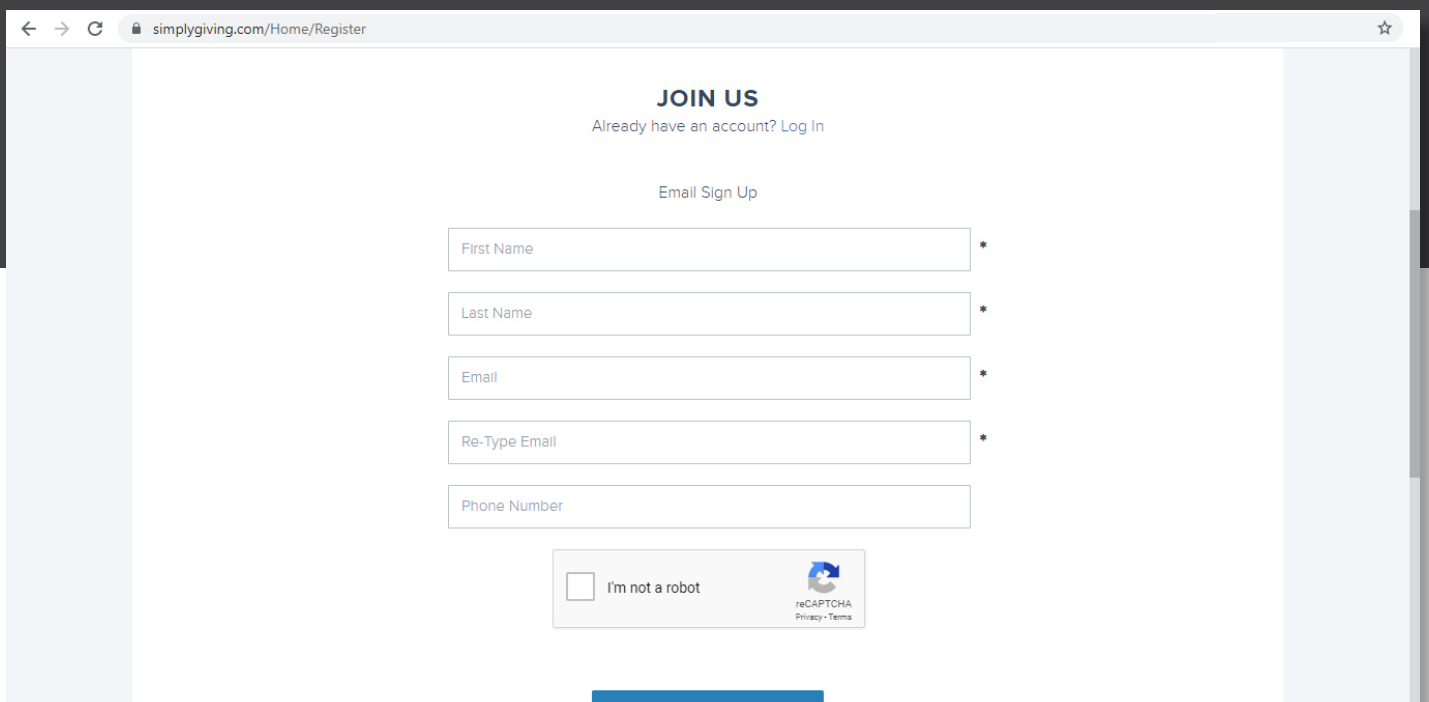 simplygiving.com/Home/Register
JOIN US
Already have an account? Log In
Email Sign Up
First Name *
Last Name *
Email *
Re-Type Email *
Phone Number
I'm not a robot
reCAPTCHA
Privacy - Terms